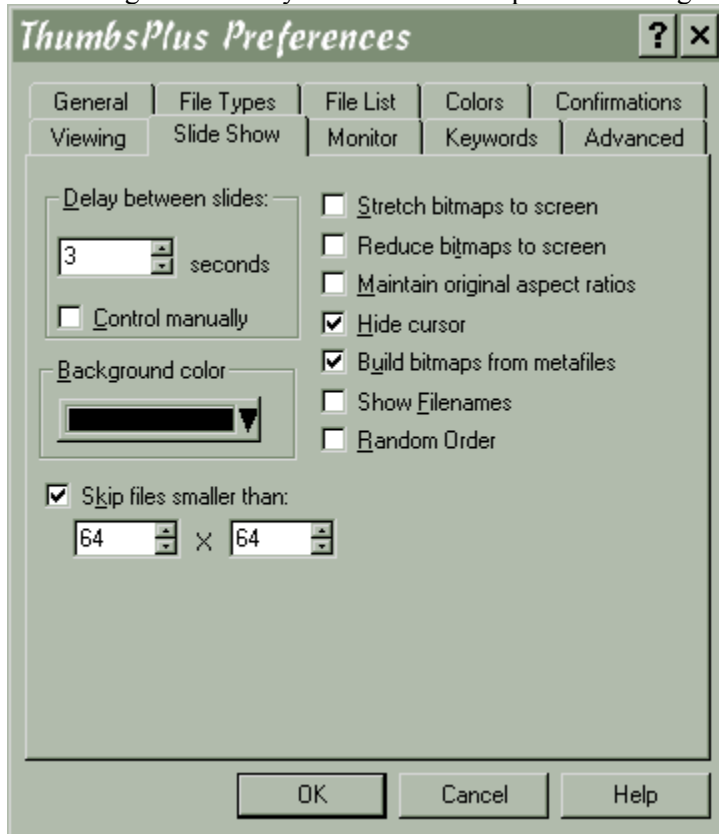 ThumbsPlus Preferences
General File Types File List Colors Confirmations
Viewing Slide Show Monitor Keywords Advanced
Delay between slides:
3 seconds
Control manually
Background color
Skip files smaller than:
64 X 64
Stretch bitmaps to screen
Reduce bitmaps to screen
Maintain original aspect ratios
Hide cursor
Build bitmaps from metafiles
Show Filenames
Random Order
OK Cancel Help